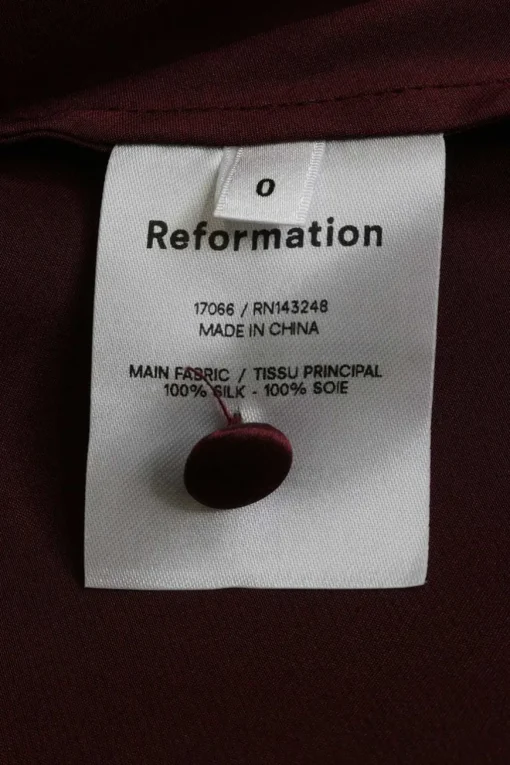 0
Reformation
17066 / RN143248
MADE IN CHINA
MAIN FABRIC / TISSU PRINCIPAL
100% SILK - 100% SOIE